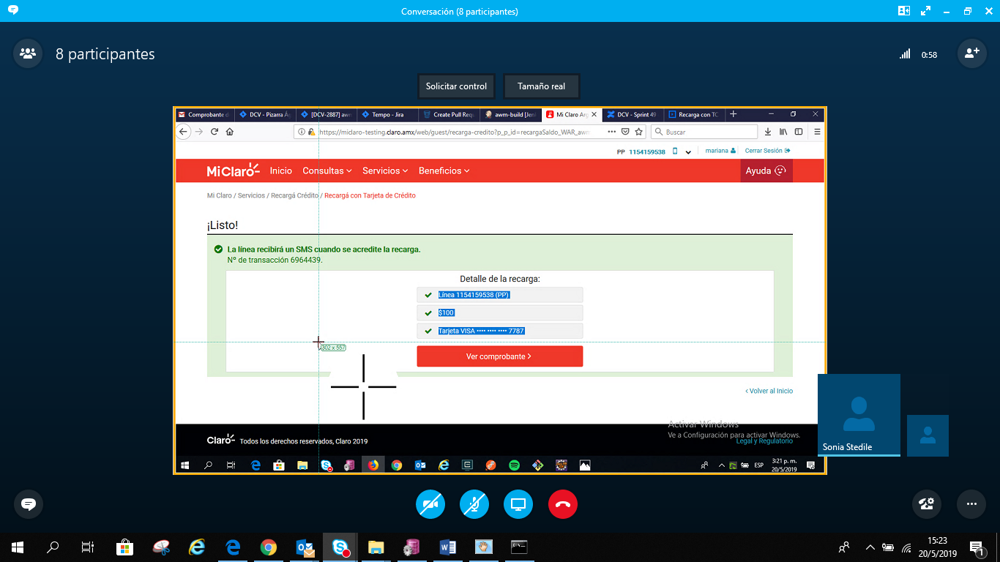 Conversación (8 participantes)
8 participantes
0:58
Solicitar control
Tamaño real
Comprobante d
DCV - Pizarra Ág
[DCV-2887] awm
Tempo - Jira
Create Pull Requ
awm-build [Jenk
Mi Claro Arg
DCV - Sprint 49
Recarga con TC
https://miclaro-testing.claro.amx/web/guest/recarga-credito?p_p_id=recargaSaldo_WAR_awm
Buscar
PP 1154159538
mariana
Cerrar Sesión
Mi Claro
Inicio
Consultas
Servicios
Beneficios
Ayuda
Mi Claro / Servicios / Recargá Crédito / Recargá con Tarjeta de Crédito
¡Listo!
La línea recibirá un SMS cuando se acredite la recarga.
Nº de transacción 6964439.
Detalle de la recarga:
Línea 1154159538 (PP)
$100
Tarjeta VISA •••• •••• •••• 7787
302 x 557
Ver comprobante >
< Volver al Inicio
Activar Windows
Ve a Configuración para activar Windows.
Legal y Regulatorio
Claro
Todos los derechos reservados, Claro 2019
Sonia Stedile
ESP
3:21 p. m.
20/5/2019
15:23
20/5/2019
1